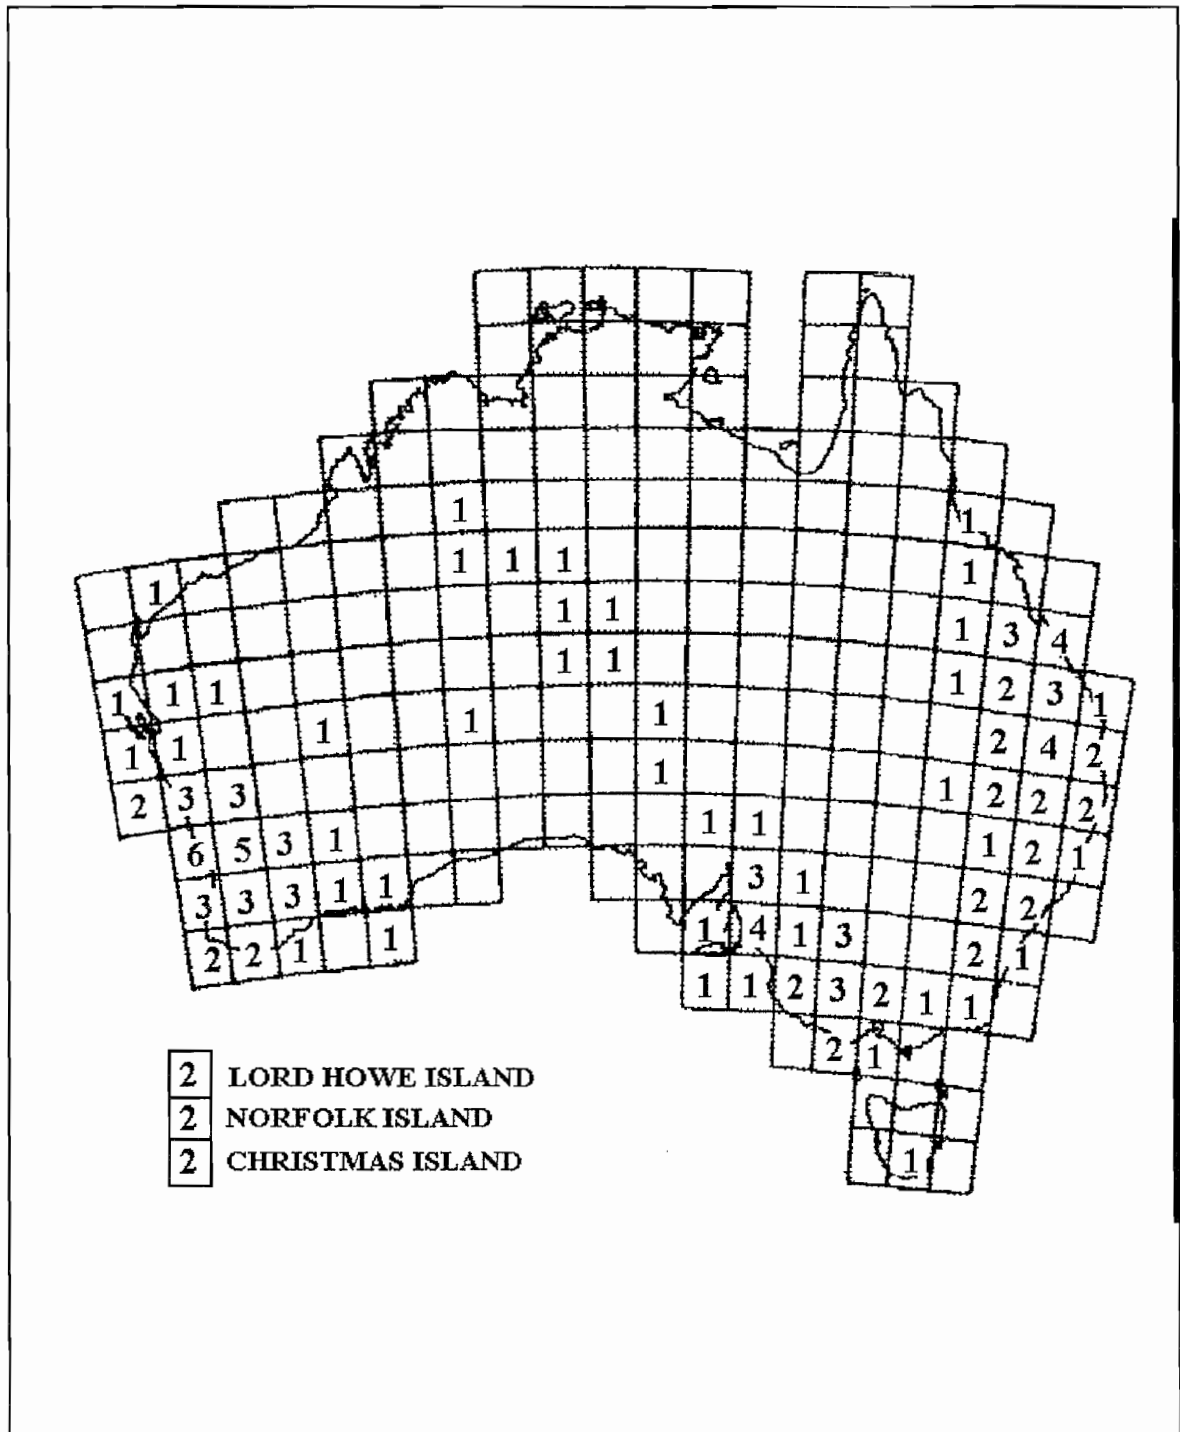 1 1
1 1 1 1
1
1 1 1 3 4
1 1 1 2 3 1
1 1 1
1 1 2 4 2
1 1 1
2 3 3 1 1 2 2 2
1 1
6 5 3 1 1 2 1
3 3 3 1 1 3 1 2 2
2 2 1 1 1 4 1 3 2 1
1 1 2 3 2 1 1
2 1
2 LORD HOWE ISLAND
2 NORFOLK ISLAND
2 CHRISTMAS ISLAND
1